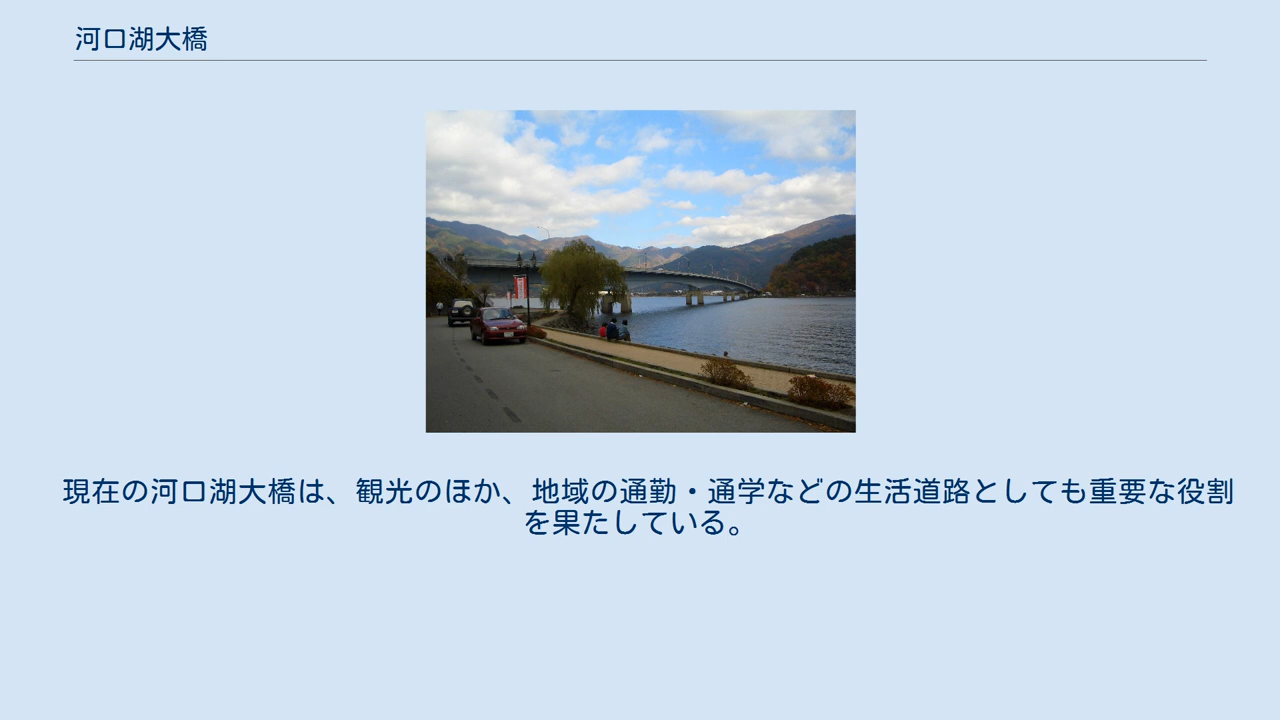 河口湖大橋
現在の河口湖大橋は、観光のほか、地域の通勤・通学などの生活道路としても重要な役割
を果たしている。